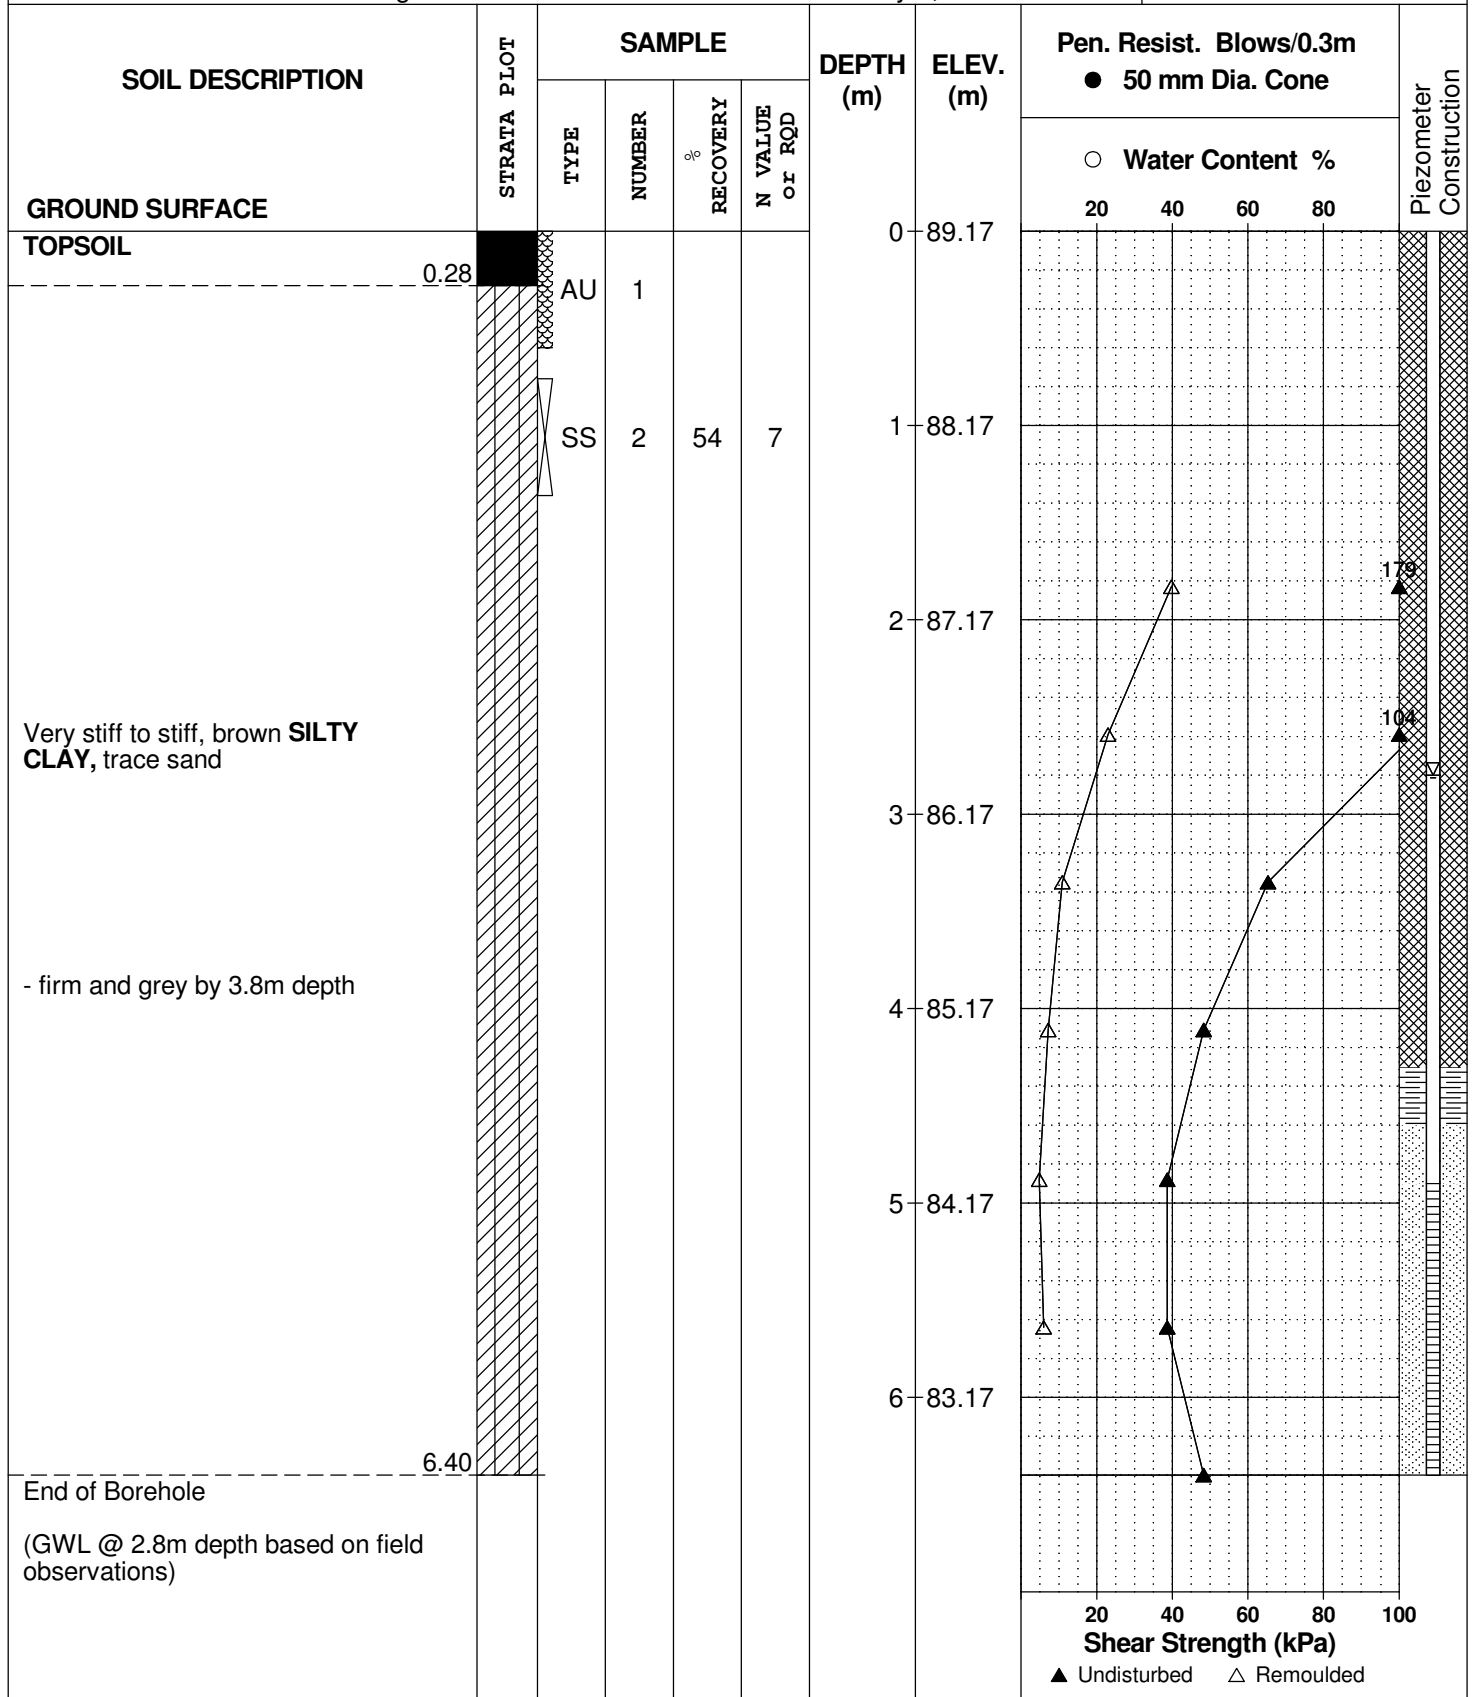 SOIL DESCRIPTION
GROUND SURFACE
STRATA PLOT
SAMPLE
TYPE
NUMBER
%
RECOVERY
N VALUE
or RQD
DEPTH
(m)
ELEV.
(m)
Pen. Resist. Blows/0.3m
● 50 mm Dia. Cone
○ Water Content %
20 40 60 80
Piezometer
Construction
TOPSOIL
0.28
AU 1
SS 2 54 7
0 89.17
1 88.17
2 87.17
3 86.17
4 85.17
5 84.17
6 83.17
179
104
Very stiff to stiff, brown SILTY
CLAY, trace sand
- firm and grey by 3.8m depth
6.40
End of Borehole
(GWL @ 2.8m depth based on field
observations)
20 40 60 80 100
Shear Strength (kPa)
▲ Undisturbed △ Remoulded